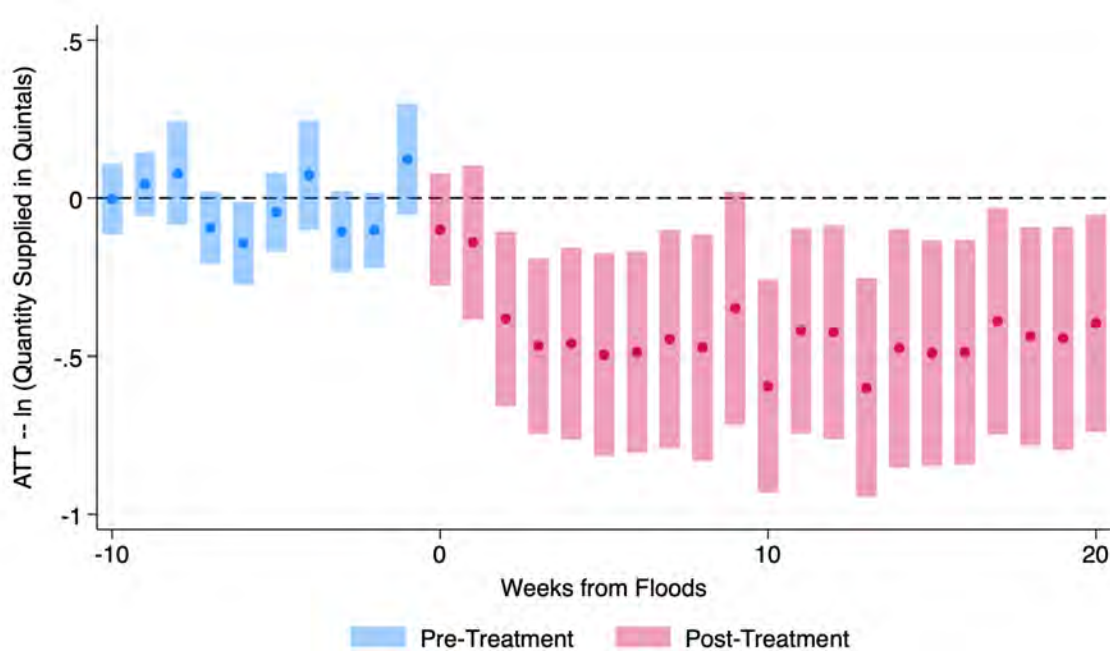 ATT -- ln (Quantity Supplied in Quintals)
.5
0
-.5
-1
-10
0
10
20
Weeks from Floods
Pre-Treatment
Post-Treatment